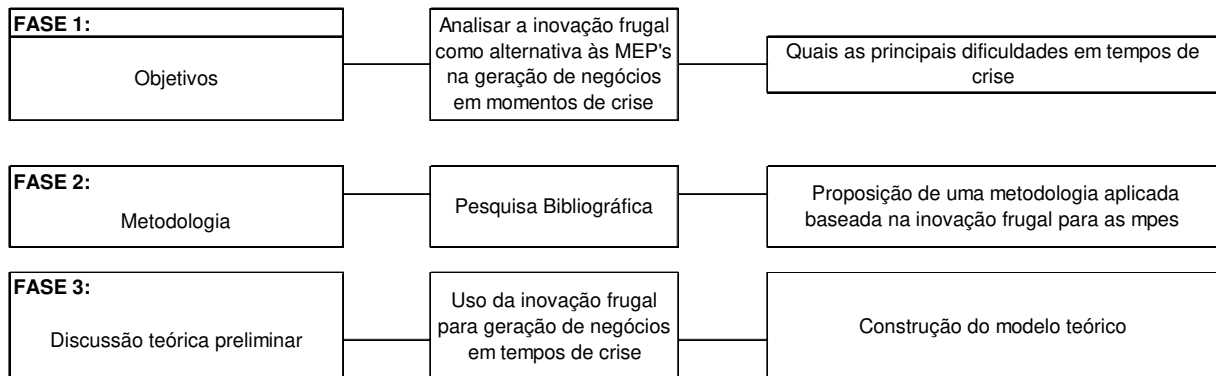 FASE 1:
Objetivos
Analisar a inovação frugal
como alternativa às MEP's
na geração de negócios
em momentos de crise
Quais as principais dificuldades em tempos de
crise
FASE 2:
Metodologia
Pesquisa Bibliográfica
Proposição de uma metodologia aplicada
baseada na inovação frugal para as mpes
FASE 3:
Discussão teórica preliminar
Uso da inovação frugal
para geração de negócios
em tempos de crise
Construção do modelo teórico